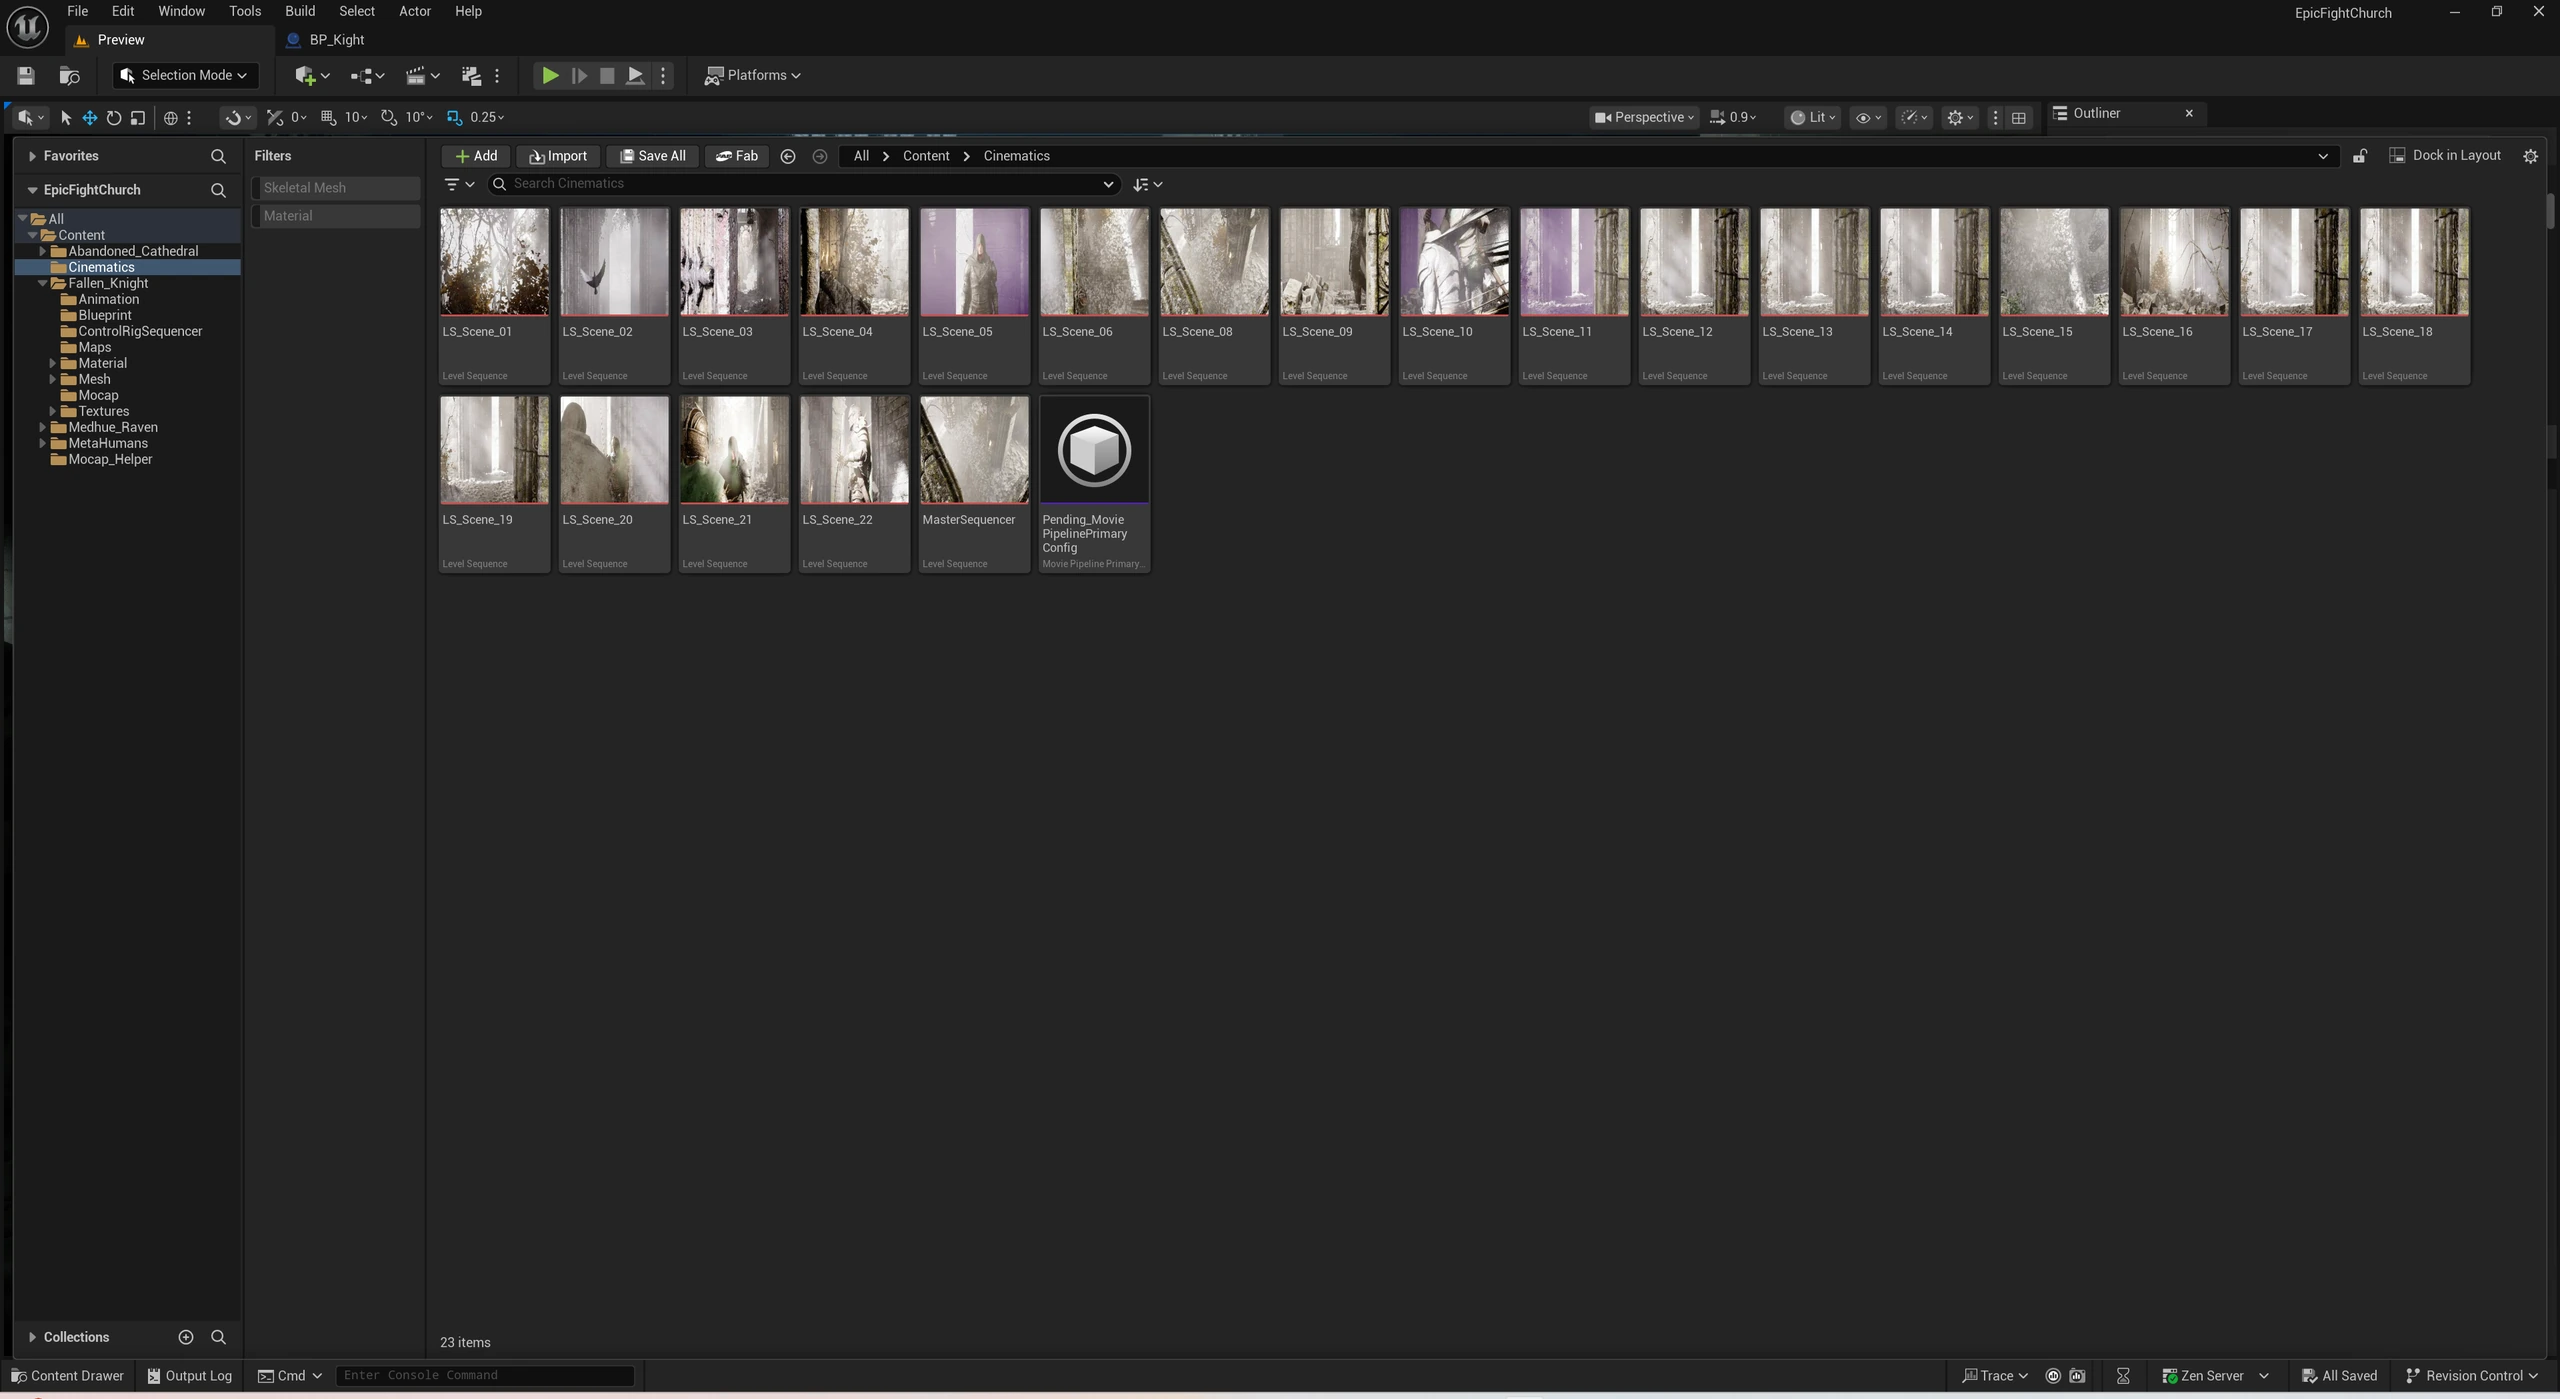 File Edit Window Tools Build Select Actor Help
EpicFightChurch
Preview
BP_Kight
Selection Mode
Platforms
0
10
10°
0.25
Perspective
0.9
Lit
Outliner
Favorites
Filters
Add
Import
Save All
Fab
All > Content > Cinematics
Dock in Layout
EpicFightChurch
Skeletal Mesh
Material
Search Cinematics
All
Content
Abandoned_Cathedral
Cinematics
Fallen_Knight
Animation
Blueprint
ControlRigSequencer
Maps
Material
Mesh
Mocap
Textures
Medhue_Raven
MetaHumans
Mocap_Helper
LS_Scene_01 LS_Scene_02 LS_Scene_03 LS_Scene_04 LS_Scene_05 LS_Scene_06 LS_Scene_08 LS_Scene_09 LS_Scene_10 LS_Scene_11 LS_Scene_12 LS_Scene_13 LS_Scene_14 LS_Scene_15 LS_Scene_16 LS_Scene_17 LS_Scene_18
Level Sequence Level Sequence Level Sequence Level Sequence Level Sequence Level Sequence Level Sequence Level Sequence Level Sequence Level Sequence Level Sequence Level Sequence Level Sequence Level Sequence Level Sequence Level Sequence Level Sequence
LS_Scene_19 LS_Scene_20 LS_Scene_21 LS_Scene_22 MasterSequencer Pending_Movie
PipelinePrimary
Config
Level Sequence Level Sequence Level Sequence Level Sequence Level Sequence Movie Pipeline Primary...
Collections
23 items
Content Drawer
Output Log
Cmd
Enter Console Command
Trace
Zen Server
All Saved
Revision Control